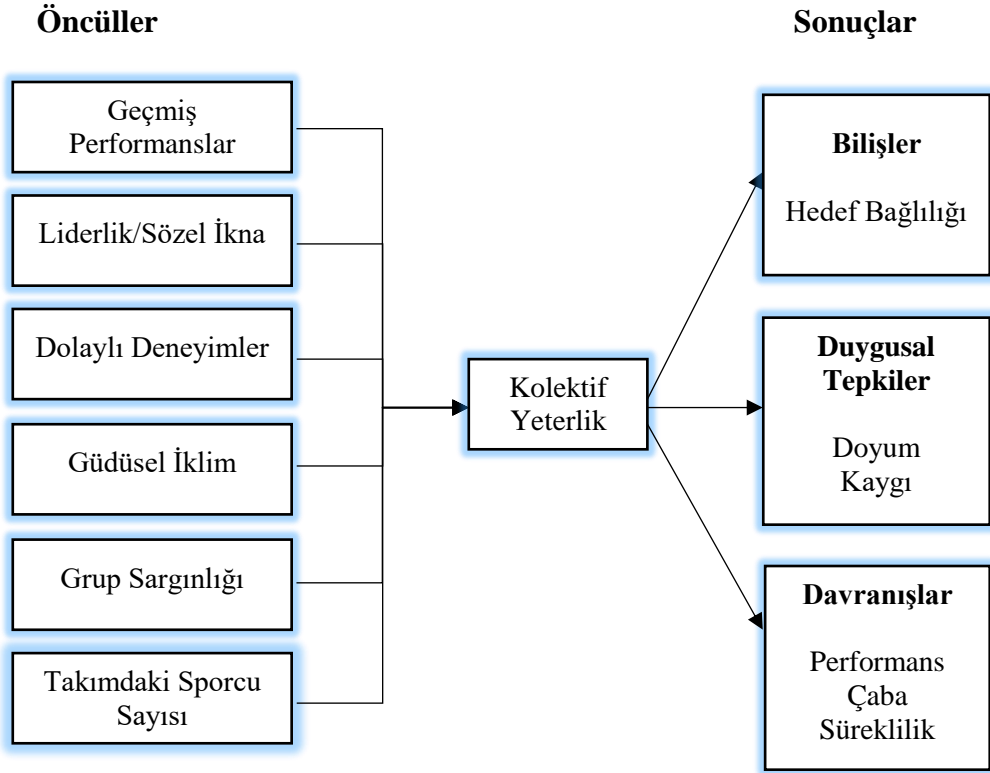 Öncüller
Sonuçlar
Geçmiş
Performanslar
Liderlik/Sözel İkna
Dolaylı Deneyimler
Güdüsel İklim
Grup Sargınlığı
Takımdaki Sporcu
Sayısı
Kolektif
Yeterlik
Bilişler
Hedef Bağlılığı
Duygusal
Tepkiler
Doyum
Kaygı
Davranışlar
Performans
Çaba
Süreklilik